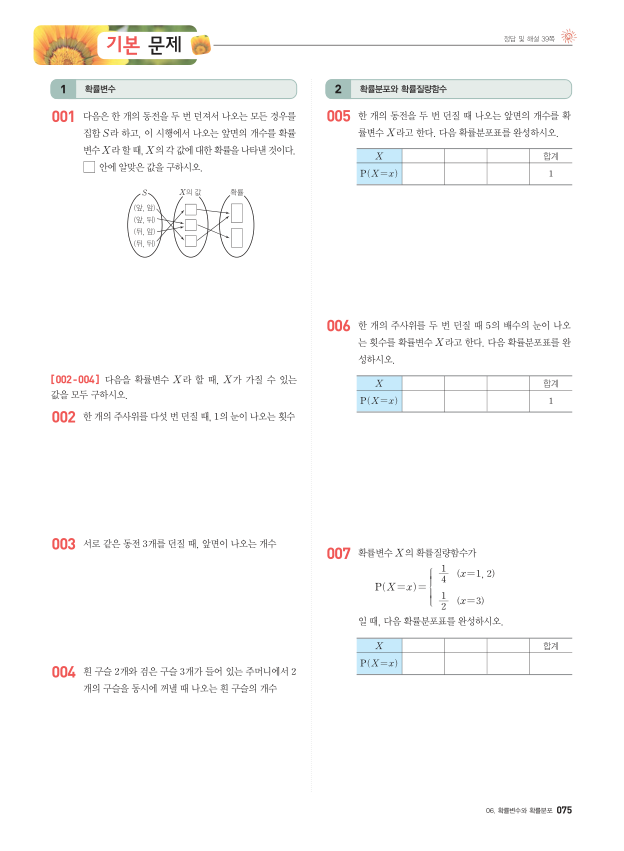 기본 문제
정답 및 해설 39쪽
1 확률변수
001 다음은 한 개의 동전을 두 번 던져서 나오는 모든 경우를
집합 S라 하고, 이 시행에서 나오는 앞면의 개수를 확률
변수 X라 할 때, X의 각 값에 대한 확률을 나타낸 것이다.
□ 안에 알맞은 값을 구하시오.
S X의 값 확률
(앞, 앞)
(앞, 뒤)
(뒤, 앞)
(뒤, 뒤)
[002-004] 다음을 확률변수 X라 할 때, X가 가질 수 있는
값을 모두 구하시오.
002 한 개의 주사위를 다섯 번 던질 때, 1의 눈이 나오는 횟수
003 서로 같은 동전 3개를 던질 때, 앞면이 나오는 개수
004 흰 구슬 2개와 검은 구슬 3개가 들어 있는 주머니에서 2
개의 구슬을 동시에 꺼낼 때 나오는 흰 구슬의 개수
2 확률분포와 확률질량함수
005 한 개의 동전을 두 번 던질 때 나오는 앞면의 개수를 확
률변수 X라고 한다. 다음 확률분포표를 완성하시오.
X 합계
P(X=x) 1
006 한 개의 주사위를 두 번 던질 때 5의 배수의 눈이 나오
는 횟수를 확률변수 X라고 한다. 다음 확률분포표를 완
성하시오.
X 합계
P(X=x) 1
007 확률변수 X의 확률질량함수가
P(X=x)={ 1/4 (x=1, 2)
1/2 (x=3)
일 때, 다음 확률분포표를 완성하시오.
X 합계
P(X=x)
06. 확률변수와 확률분포 075